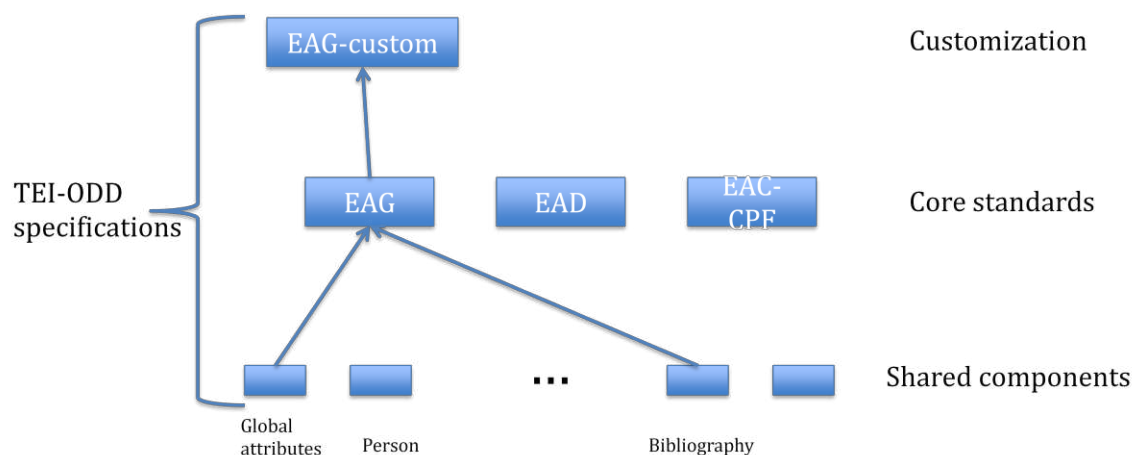 EAG-custom
Customization
TEI-ODD
specifications
EAG
EAD
EAC-
CPF
Core standards
...
Shared components
Global
attributes
Person
Bibliography